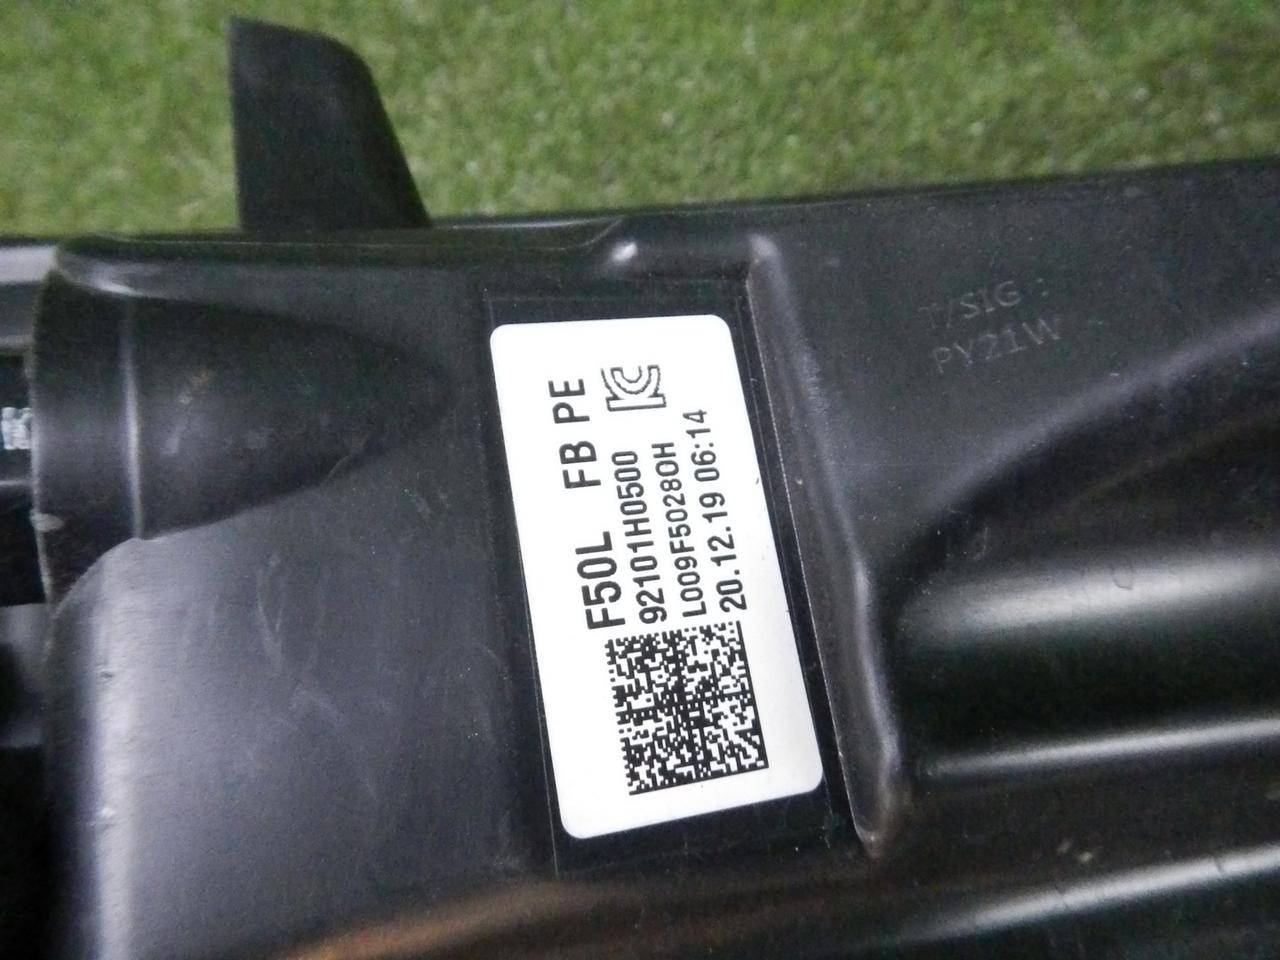 F50L FB PE
92101H0500
L009F50280H
20.12.19 06:14
T/SIG :
PY21W